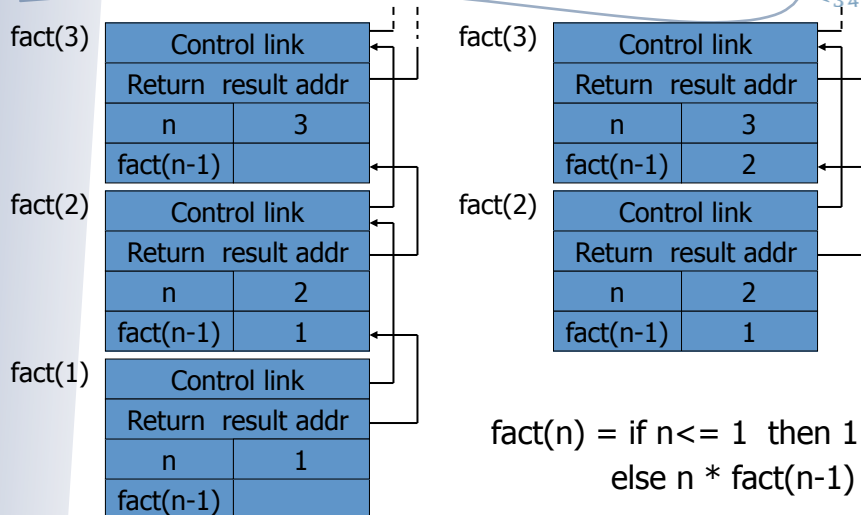 fact(3)
Control link
Return result addr
n 3
fact(n-1)
fact(2)
Control link
Return result addr
n 2
fact(n-1) 1
fact(1)
Control link
Return result addr
n 1
fact(n-1)
3 4
fact(3)
Control link
Return result addr
n 3
fact(n-1) 2
fact(2)
Control link
Return result addr
n 2
fact(n-1) 1
fact(n) = if n<= 1 then 1
else n * fact(n-1)